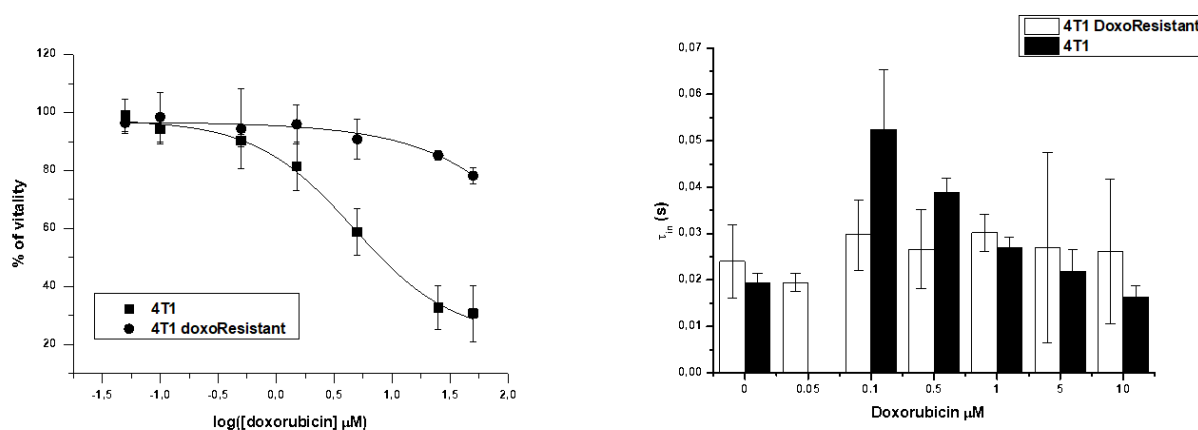 120
100
80
60
40
20
% of vitality
4T1
4T1 doxoResistant
-1,5 -1,0 -0,5 0,0 0,5 1,0 1,5 2,0
log([doxorubicin] µM)
4T1 DoxoResistant
4T1
0,07
0,06
0,05
0,04
0,03
0,02
0,01
0,00
τin (s)
0 0.05 0.1 0.5 1 5 10
Doxorubicin µM